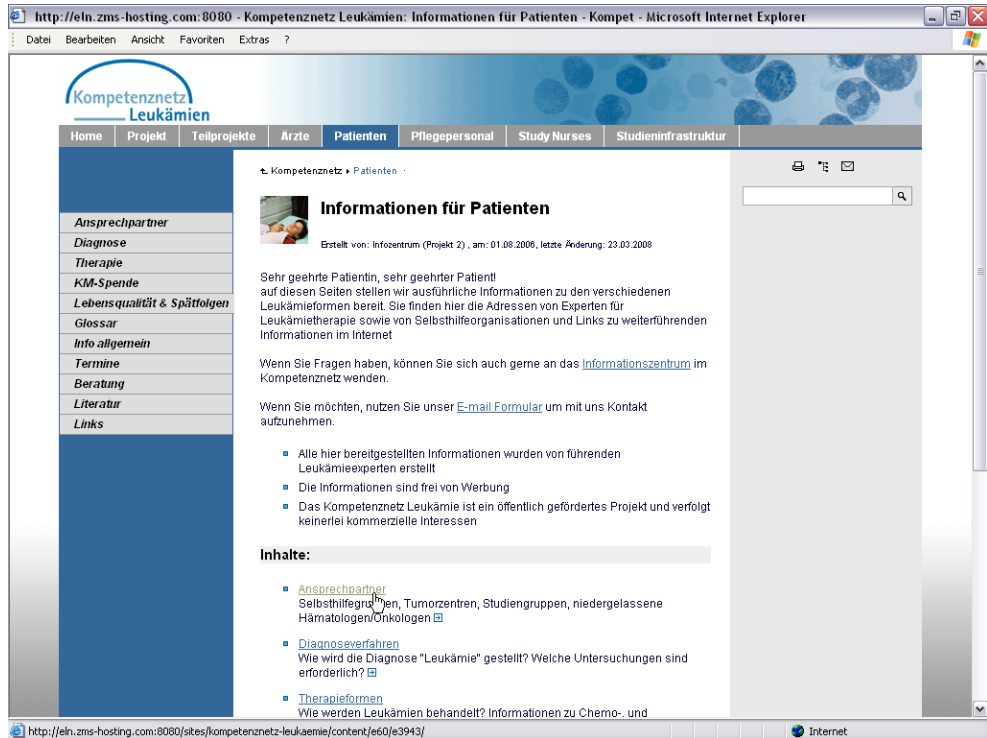 http://eln.zms-hosting.com:8080 - Kompetenznetz Leukämien: Informationen für Patienten - Kompet - Microsoft Internet Explorer
Datei Bearbeiten Ansicht Favoriten Extras ?
Kompetenznetz
Leukämien
Home Projekt Teilprojekte Ärzte Patienten Pflegepersonal Study Nurses Studieninfrastruktur
Kompetenznetz Patienten
Ansprechpartner
Diagnose
Therapie
KM-Spende
Lebensqualität & Spätfolgen
Glossar
Info allgemein
Termine
Beratung
Literatur
Links
Informationen für Patienten
Erstellt von: Infozentrum (Projekt 2) , am: 01.08.2006, letzte Änderung: 23.03.2008
Sehr geehrte Patientin, sehr geehrter Patient!
auf diesen Seiten stellen wir ausführliche Informationen zu den verschiedenen
Leukämieformen bereit. Sie finden hier die Adressen von Experten für
Leukämietherapie sowie von Selbsthilfeorganisationen und Links zu weiterführenden
Informationen im Internet
Wenn Sie Fragen haben, können Sie sich auch gerne an das Informationszentrum im
Kompetenznetz wenden.
Wenn Sie möchten, nutzen Sie unser E-mail Formular um mit uns Kontakt
aufzunehmen.
Alle hier bereitgestellten Informationen wurden von führenden
Leukämieexperten erstellt
Die Informationen sind frei von Werbung
Das Kompetenznetz Leukämie ist ein öffentlich gefördertes Projekt und verfolgt
keinerlei kommerzielle Interessen
Inhalte:
Ansprechpartner
Selbsthilfegruppen, Tumorzentren, Studiengruppen, niedergelassene
Hämatologen/Onkologen
Diagnoseverfahren
Wie wird die Diagnose "Leukämie" gestellt? Welche Untersuchungen sind
erforderlich?
Therapieformen
Wie werden Leukämien behandelt? Informationen zu Chemo-. und
http://eln.zms-hosting.com:8080/sites/kompetenznetz-leukaemie/content/e60/e3943/
Internet